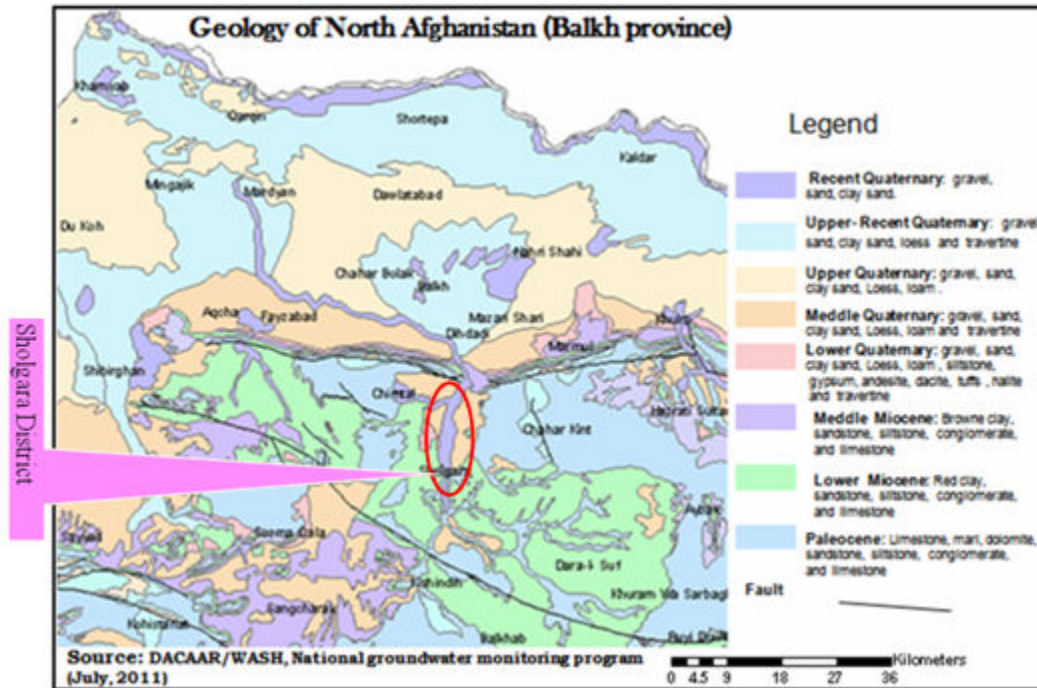 Geology of North Afghanistan (Balkh province)
Khamyab
Qarqin
Shortepa
Kaldar
Mingajik
Mardyan
Dawlatabad
Du Koh
Nahri Shahi
Chahar Bolak
Balkh
Aqcha
Fayzabad
Mazari Shari
Dihdadi
Marmul
Shibirghan
Chimtal
Chahar Kint
Hazrati Sultan
Sayyad
Aybak
Dara-i Suf
Kishindih
Sangcharak
Khuram Wa Sarbagh
Kohistanat
Balkhab
Sholgara District
Legend
Recent Quaternary: gravel,
sand, clay sand.
Upper- Recent Quaternary: gravel
sand, clay sand, loess and travertine
Upper Quaternary: gravel, sand,
clay sand, Loess, loam .
Meddle Quaternary: gravel, sand,
clay sand, Loess, loam and travertine
Lower Quaternary: gravel, sand,
clay sand, Loess, loam , siltstone,
gypsum, andesite, dacite, tuffs , halite
and travertine
Meddle Miocene: Browne clay,
sandstone, siltstone, conglomerate,
and limestone
Lower Miocene: Red clay,
sandstone, siltstone, conglomerate,
and limestone
Paleocene: Limestone, marl, dolomite,
sandstone, siltstone, conglomerate,
and limestone
Fault
Source: DACAAR/WASH, National groundwater monitoring program
(July, 2011)
Kilometers
0 4.5 9 18 27 36